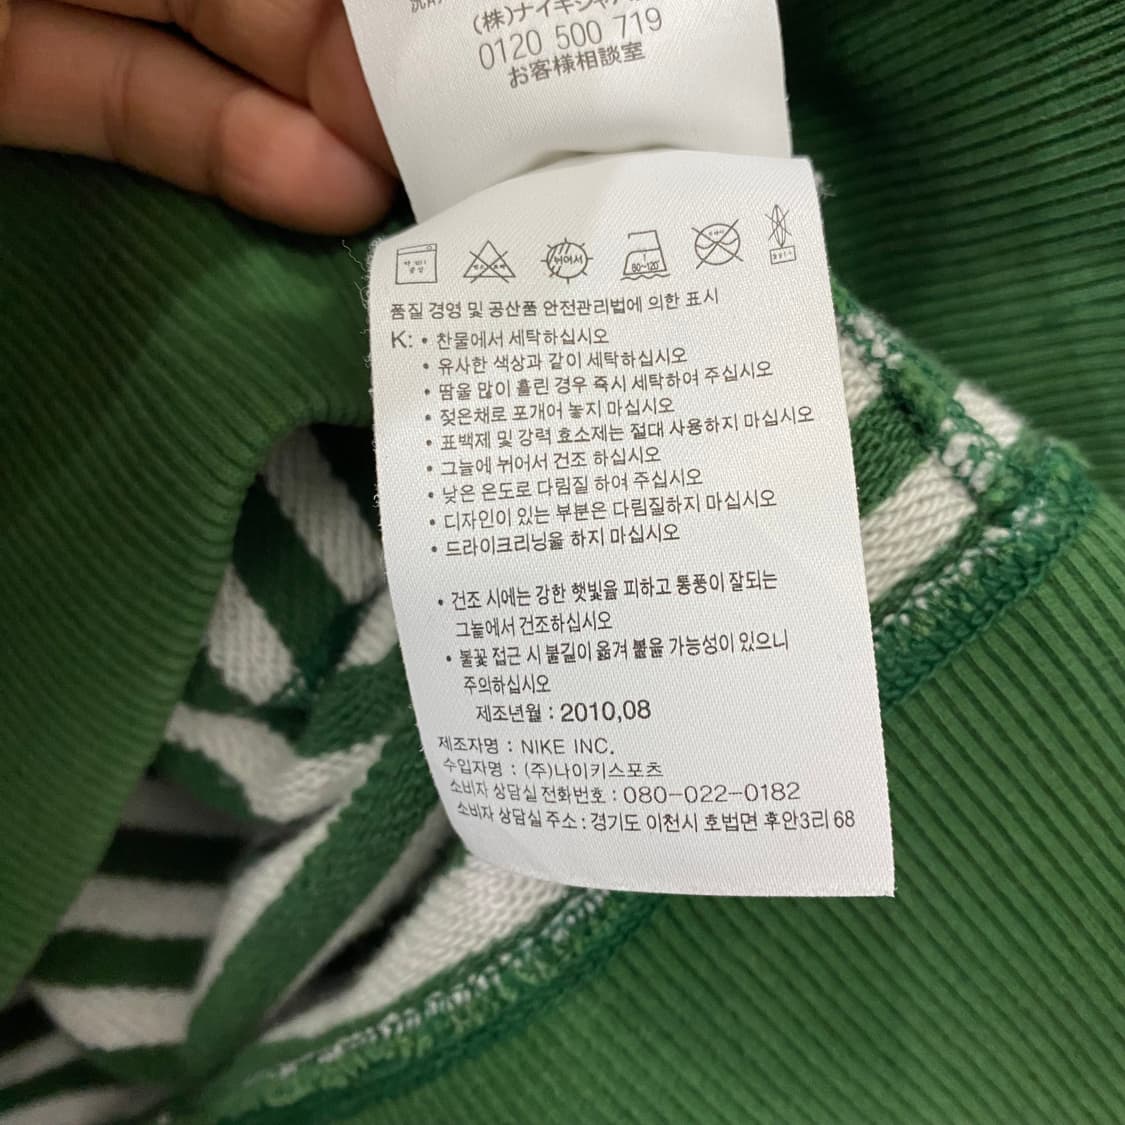 (株)ナイキジャパン
0120 500 719
お客様相談室
80~120
품질 경영 및 공산품 안전관리법에 의한 표시
K: • 찬물에서 세탁하십시오
• 유사한 색상과 같이 세탁하십시오
• 땀울 많이 흘린 경우 즉시 세탁하여 주십시오
• 젖은채로 포개어 놓지 마십시오
• 표백제 및 강력 효소제는 절대 사용하지 마십시오
• 그늘에 뉘어서 건조 하십시오
• 낮은 온도로 다림질 하여 주십시오
• 디자인이 있는 부분은 다림질하지 마십시오
• 드라이크리닝을 하지 마십시오
• 건조 시에는 강한 햇빛을 피하고 통풍이 잘되는
그늘에서 건조하십시오
• 불꽃 접근 시 불길이 옮겨 붙을 가능성이 있으니
주의하십시오
제조년월 : 2010,08
제조자명 : NIKE INC.
수입자명 : (주)나이키스포츠
소비자 상담실 전화번호 : 080-022-0182
소비자 상담실 주소 : 경기도 이천시 호법면 후안3리 68